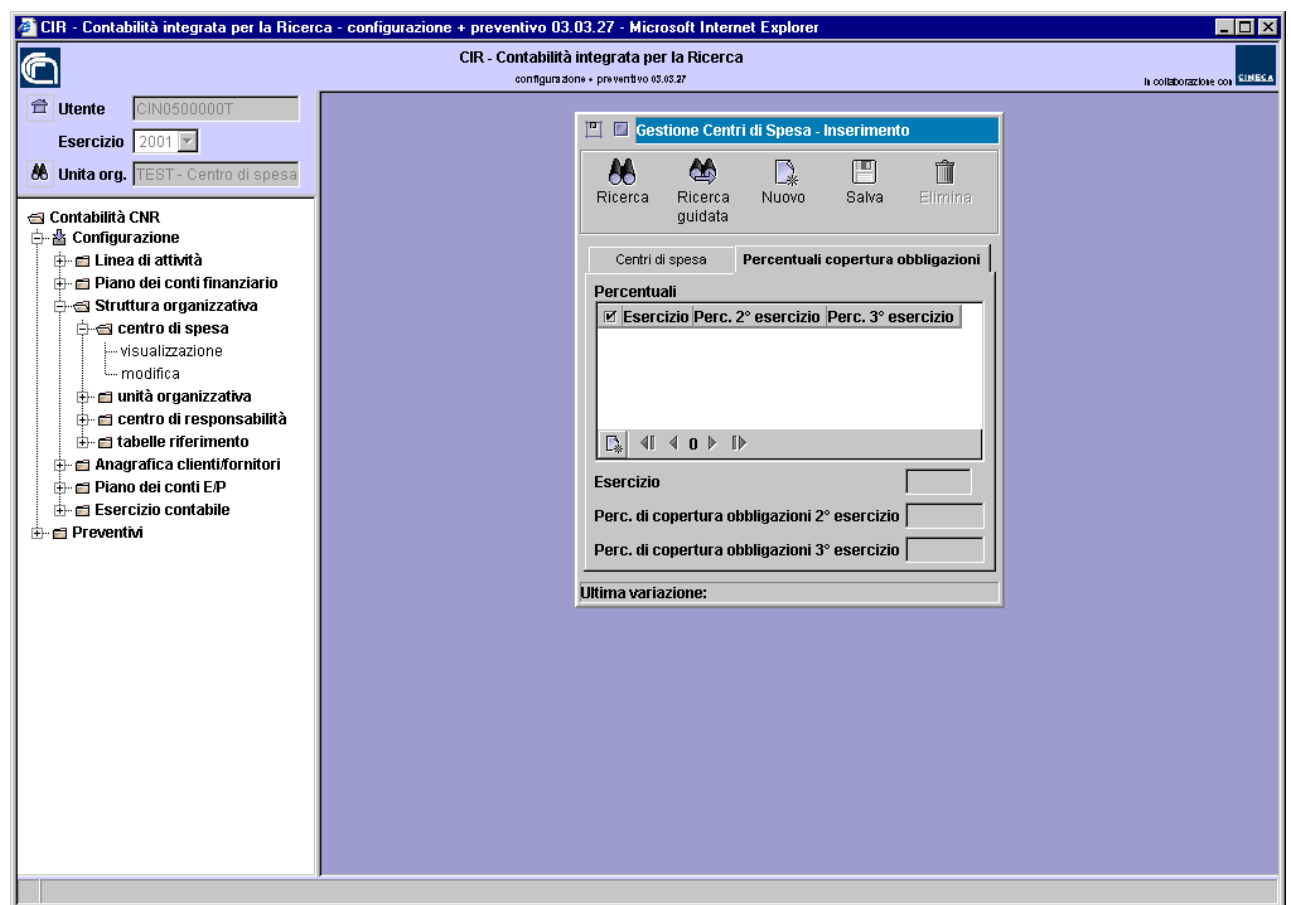 CIR - Contabilità integrata per la Ricerca - configurazione + preventivo 03.03.27 - Microsoft Internet Explorer
CIR - Contabilità integrata per la Ricerca
configurazione + preventivo 03.03.27
In collaborazione con CINECA
Utente CIN0500000T
Esercizio 2001
Unita org. TEST - Centro di spesa
Contabilità CNR
Configurazione
Linea di attività
Piano dei conti finanziario
Struttura organizzativa
centro di spesa
visualizzazione
modifica
unità organizzativa
centro di responsabilità
tabelle riferimento
Anagrafica clienti/fornitori
Piano dei conti E/P
Esercizio contabile
Preventivi
Gestione Centri di Spesa - Inserimento
Ricerca Ricerca guidata Nuovo Salva Elimina
Centri di spesa Percentuali copertura obbligazioni
Percentuali
Esercizio Perc. 2° esercizio Perc. 3° esercizio
0
Esercizio
Perc. di copertura obbligazioni 2° esercizio
Perc. di copertura obbligazioni 3° esercizio
Ultima variazione: